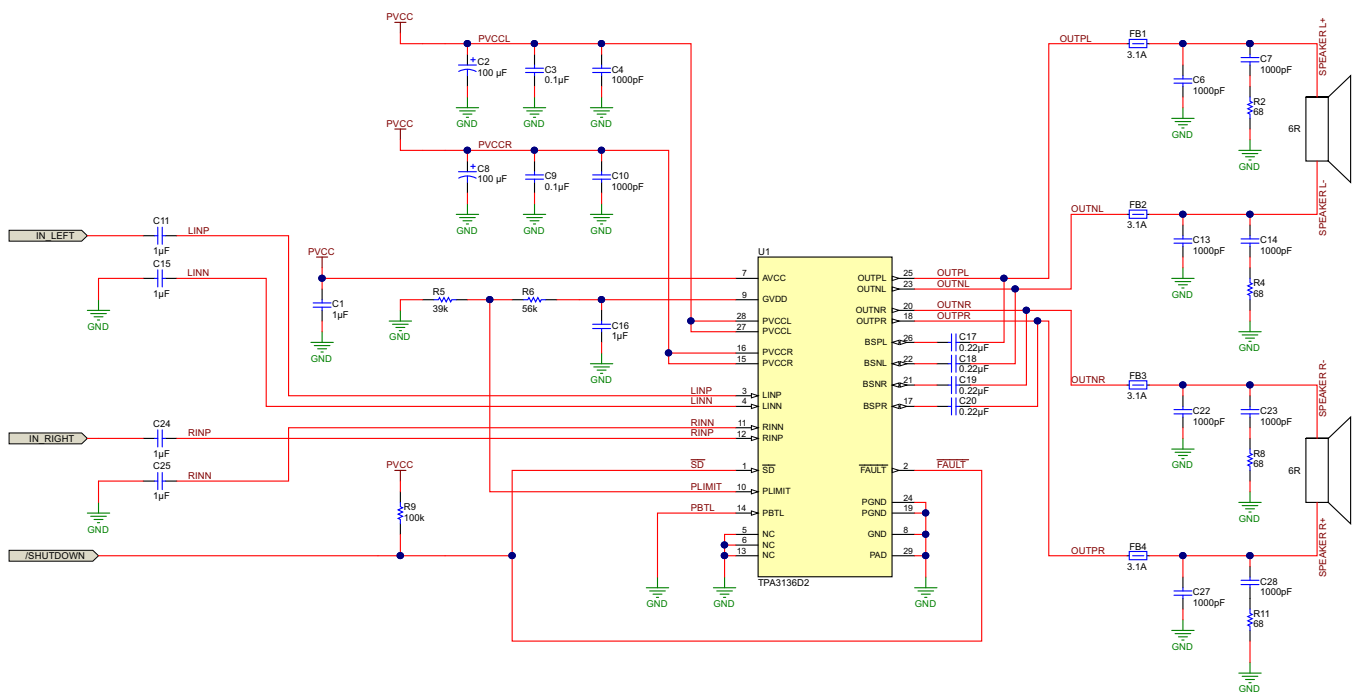 PVCC
PVCCL
C2
100 µF
C3
0.1µF
C4
1000pF
GND
GND
GND
PVCC
PVCCR
C8
100 µF
C9
0.1µF
C10
1000pF
GND
GND
GND
IN_LEFT
C11
1µF
LINP
C15
1µF
LINN
GND
PVCC
C1
1µF
GND
R5
39k
R6
56k
GND
C16
1µF
GND
IN_RIGHT
C24
1µF
RINP
C25
1µF
RINN
GND
PVCC
R9
100k
/SHUTDOWN
LINP
LINN
RINN
RINP
SD
PLIMIT
PBTL
GND
GND
U1
7 AVCC
9 GVDD
28 PVCCL
27 PVCCL
16 PVCCR
15 PVCCR
3 LINP
4 LINN
11 RINN
12 RINP
1 SD
10 PLIMIT
14 PBTL
5 NC
6 NC
13 NC
TPA3136D2
OUTPL 25 OUTPL
OUTNL 23 OUTNL
OUTNR 20 OUTNR
OUTPR 18 OUTPR
BSPL 26
BSNL 22
BSNR 21
BSPR 17
C17
0.22µF
C18
0.22µF
C19
0.22µF
C20
0.22µF
FAULT 2 FAULT
PGND 24
PGND 19
GND 8
PAD 29
GND
OUTPL
FB1
3.1A
C6
1000pF
GND
C7
1000pF
R2
68
GND
SPEAKER L+
6R
SPEAKER L-
OUTNL
FB2
3.1A
C13
1000pF
GND
C14
1000pF
R4
68
GND
OUTNR
FB3
3.1A
C22
1000pF
GND
C23
1000pF
R8
68
GND
SPEAKER R-
6R
SPEAKER R+
OUTPR
FB4
3.1A
C27
1000pF
GND
C28
1000pF
R11
68
GND